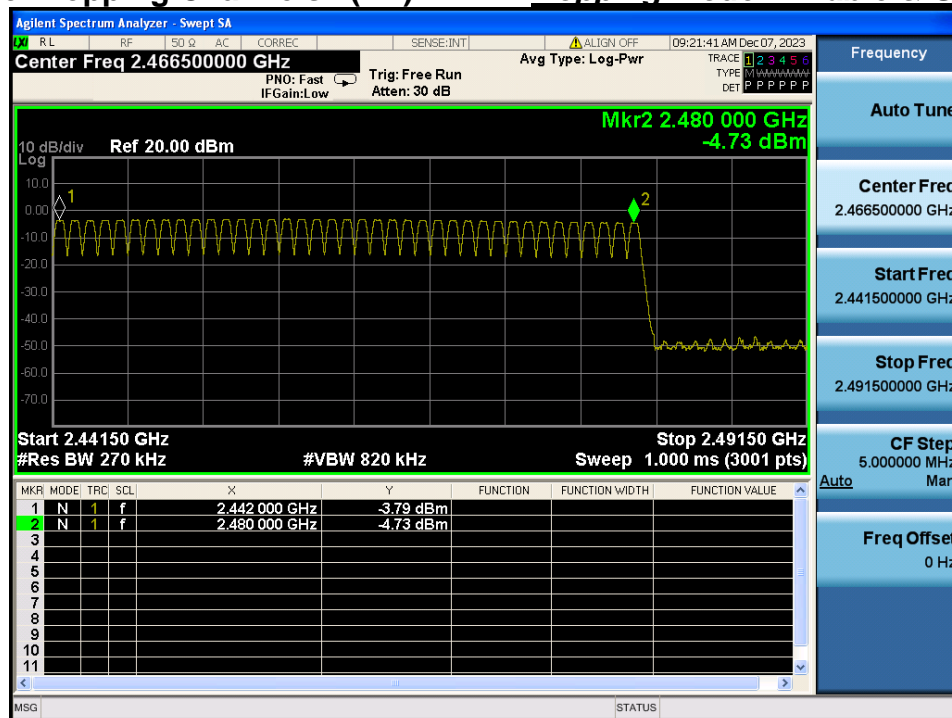 Agilent Spectrum Analyzer - Swept SA
LXI RL RF 50 Ω AC CORREC SENSE:INT ALIGN OFF 09:21:41 AM Dec 07, 2023
Center Freq 2.466500000 GHz
PNO: Fast
IFGain:Low
Trig: Free Run
Atten: 30 dB
Avg Type: Log-Pwr
TRACE 1 2 3 4 5 6
TYPE M WWWWW
DET P P P P P P
Mkr2 2.480 000 GHz
-4.73 dBm
10 dB/div Ref 20.00 dBm
Log
10.0
0.00
-10.0
-20.0
-30.0
-40.0
-50.0
-60.0
-70.0
1
2
Start 2.44150 GHz Stop 2.49150 GHz
#Res BW 270 kHz #VBW 820 kHz Sweep 1.000 ms (3001 pts)
MKR MODE TRC SCL X Y FUNCTION FUNCTION WIDTH FUNCTION VALUE
1 N 1 f 2.442 000 GHz -3.79 dBm
2 N 1 f 2.480 000 GHz -4.73 dBm
3
4
5
6
7
8
9
10
11
MSG STATUS
Frequency
Auto Tune
Center Freq
2.466500000 GHz
Start Freq
2.441500000 GHz
Stop Freq
2.491500000 GHz
CF Step
5.000000 MHz
Auto Man
Freq Offset
0 Hz